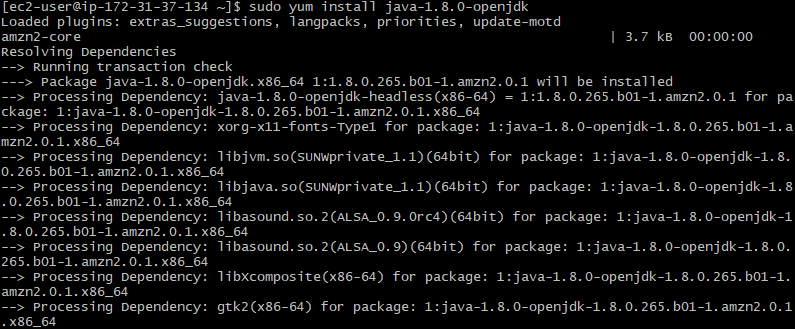 [ec2-user@ip-172-31-37-134 ~]$ sudo yum install java-1.8.0-openjdk
Loaded plugins: extras_suggestions, langpacks, priorities, update-motd
amzn2-core | 3.7 kB 00:00:00
Resolving Dependencies
--> Running transaction check
---> Package java-1.8.0-openjdk.x86_64 1:1.8.0.265.b01-1.amzn2.0.1 will be installed
--> Processing Dependency: java-1.8.0-openjdk-headless(x86-64) = 1:1.8.0.265.b01-1.amzn2.0.1 for pa
ckage: 1:java-1.8.0-openjdk-1.8.0.265.b01-1.amzn2.0.1.x86_64
--> Processing Dependency: xorg-x11-fonts-Type1 for package: 1:java-1.8.0-openjdk-1.8.0.265.b01-1.a
mzn2.0.1.x86_64
--> Processing Dependency: libjvm.so(SUNWprivate_1.1)(64bit) for package: 1:java-1.8.0-openjdk-1.8.
0.265.b01-1.amzn2.0.1.x86_64
--> Processing Dependency: libjava.so(SUNWprivate_1.1)(64bit) for package: 1:java-1.8.0-openjdk-1.8
.0.265.b01-1.amzn2.0.1.x86_64
--> Processing Dependency: libasound.so.2(ALSA_0.9.0rc4)(64bit) for package: 1:java-1.8.0-openjdk-1
.8.0.265.b01-1.amzn2.0.1.x86_64
--> Processing Dependency: libasound.so.2(ALSA_0.9)(64bit) for package: 1:java-1.8.0-openjdk-1.8.0.
265.b01-1.amzn2.0.1.x86_64
--> Processing Dependency: libXcomposite(x86-64) for package: 1:java-1.8.0-openjdk-1.8.0.265.b01-1.
amzn2.0.1.x86_64
--> Processing Dependency: gtk2(x86-64) for package: 1:java-1.8.0-openjdk-1.8.0.265.b01-1.amzn2.0.1
.x86_64